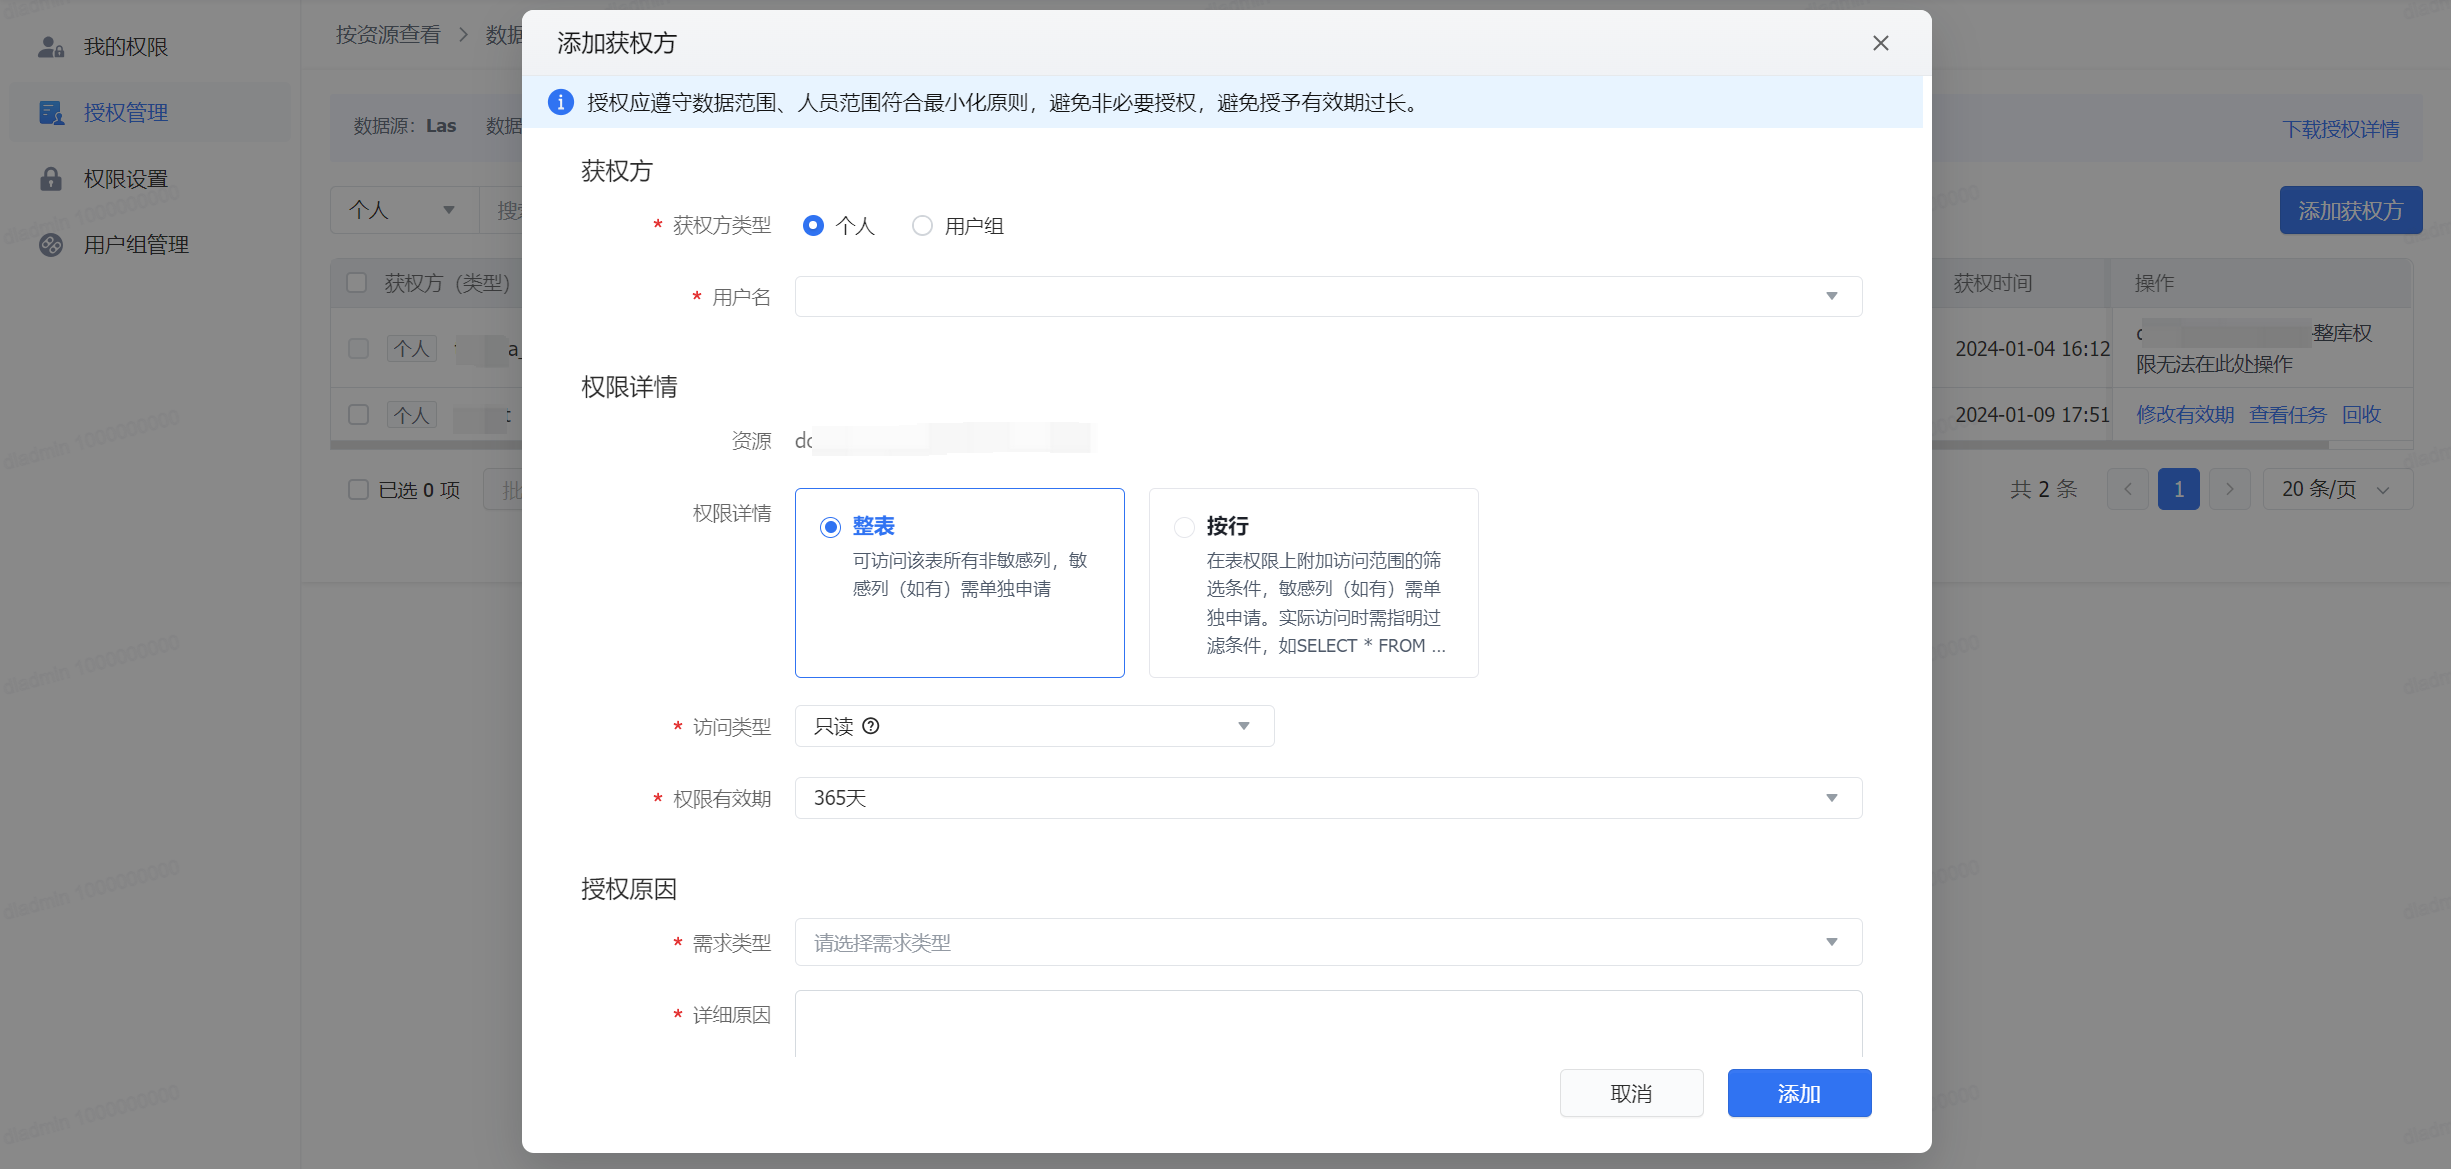 我的权限
授权管理
权限设置
用户组管理
按资源查看 > 数据
数据源：Las 数据
下载授权详情
个人 搜
添加获权方
获权方（类型）
获权时间 操作
个人
2024-01-04 16:12
整库权
限无法在此处操作
个人
2024-01-09 17:51 修改有效期 查看任务 回收
已选 0 项 批
共 2 条 < 1 > 20 条/页
添加获权方
授权应遵守数据范围、人员范围符合最小化原则，避免非必要授权，避免授予有效期过长。
获权方
* 获权方类型 个人 用户组
* 用户名
权限详情
资源
权限详情
整表
可访问该表所有非敏感列，敏
感列（如有）需单独申请
按行
在表权限上附加访问范围的筛
选条件，敏感列（如有）需单
独申请。实际访问时需指明过
滤条件，如SELECT * FROM ...
* 访问类型 只读
* 权限有效期 365天
授权原因
* 需求类型 请选择需求类型
* 详细原因
取消 添加
dladmin 1000000000